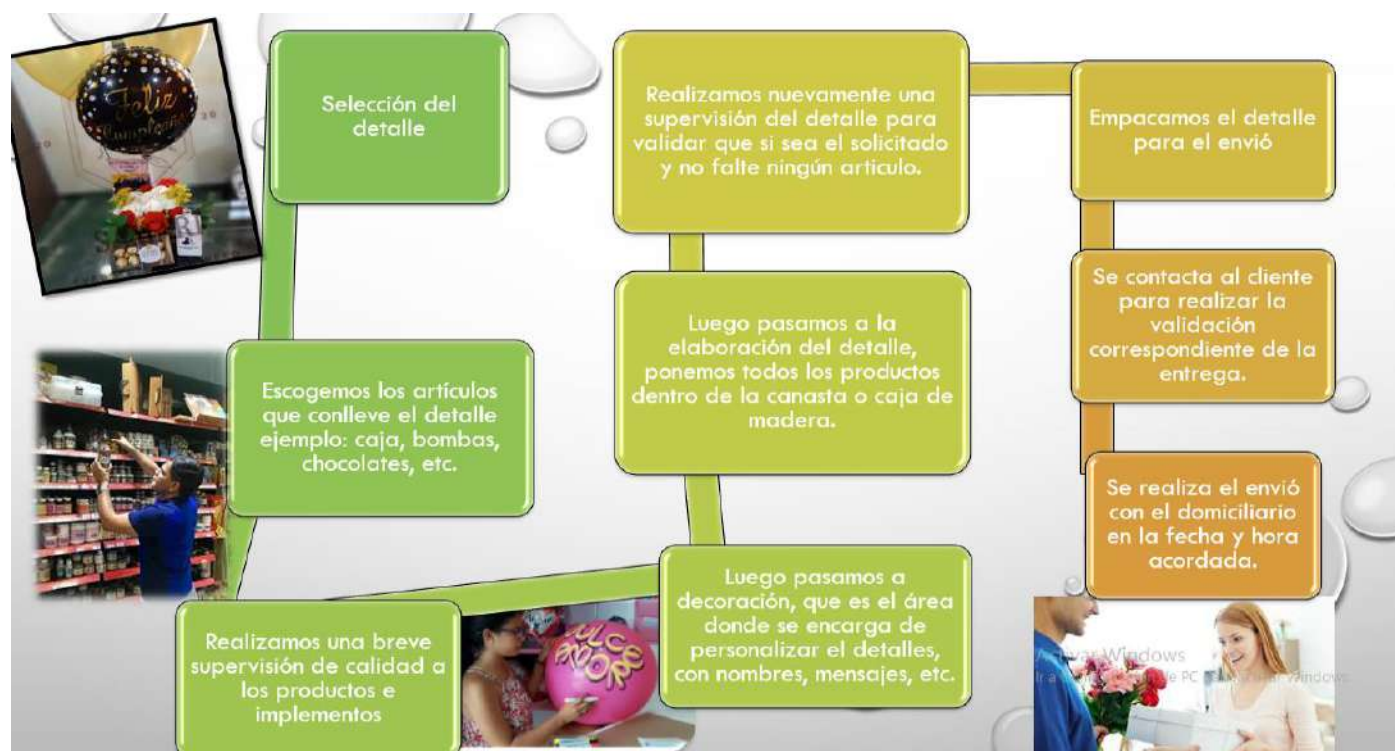 Feliz
Cumpleaños
Selección del
detalle
Escogemos los artículos
que conlleve el detalle
ejemplo: caja, bombas,
chocolates, etc.
Realizamos una breve
supervisión de calidad a
los productos e
implementos
DULCE
AMOR
Luego pasamos a
decoración, que es el área
donde se encarga de
personalizar el detalles,
con nombres, mensajes, etc.
Luego pasamos a la
elaboración del detalle,
ponemos todos los productos
dentro de la canasta o caja de
madera.
Realizamos nuevamente una
supervisión del detalle para
validar que si sea el solicitado
y no falte ningún articulo.
Empacamos el detalle
para el envió
Se contacta al cliente
para realizar la
validación
correspondiente de la
entrega.
Se realiza el envió
con el domiciliario
en la fecha y hora
acordada.
Activar Windows
Ir a de PC Windows